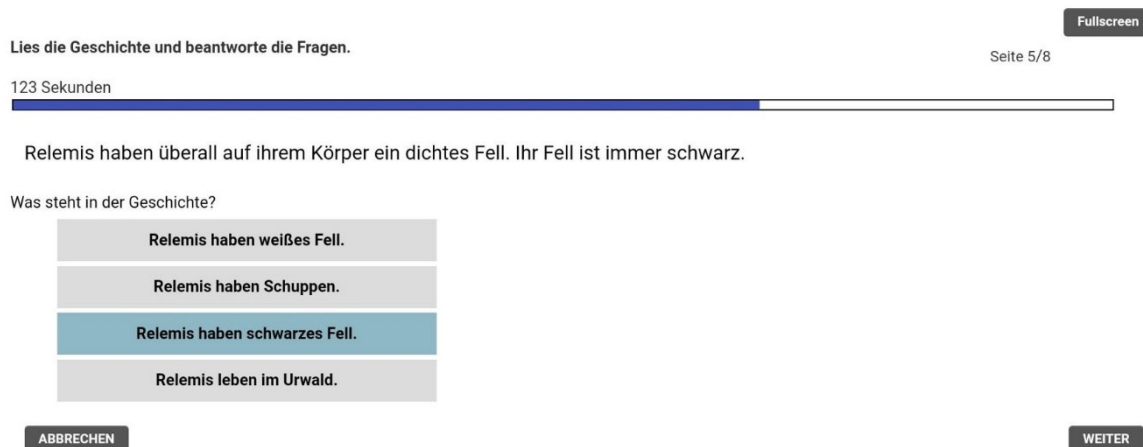 Fullscreen
Lies die Geschichte und beantworte die Fragen.
Seite 5/8
123 Sekunden
Relemis haben überall auf ihrem Körper ein dichtes Fell. Ihr Fell ist immer schwarz.
Was steht in der Geschichte?
Relemis haben weißes Fell.
Relemis haben Schuppen.
Relemis haben schwarzes Fell.
Relemis leben im Urwald.
ABBRECHEN
WEITER